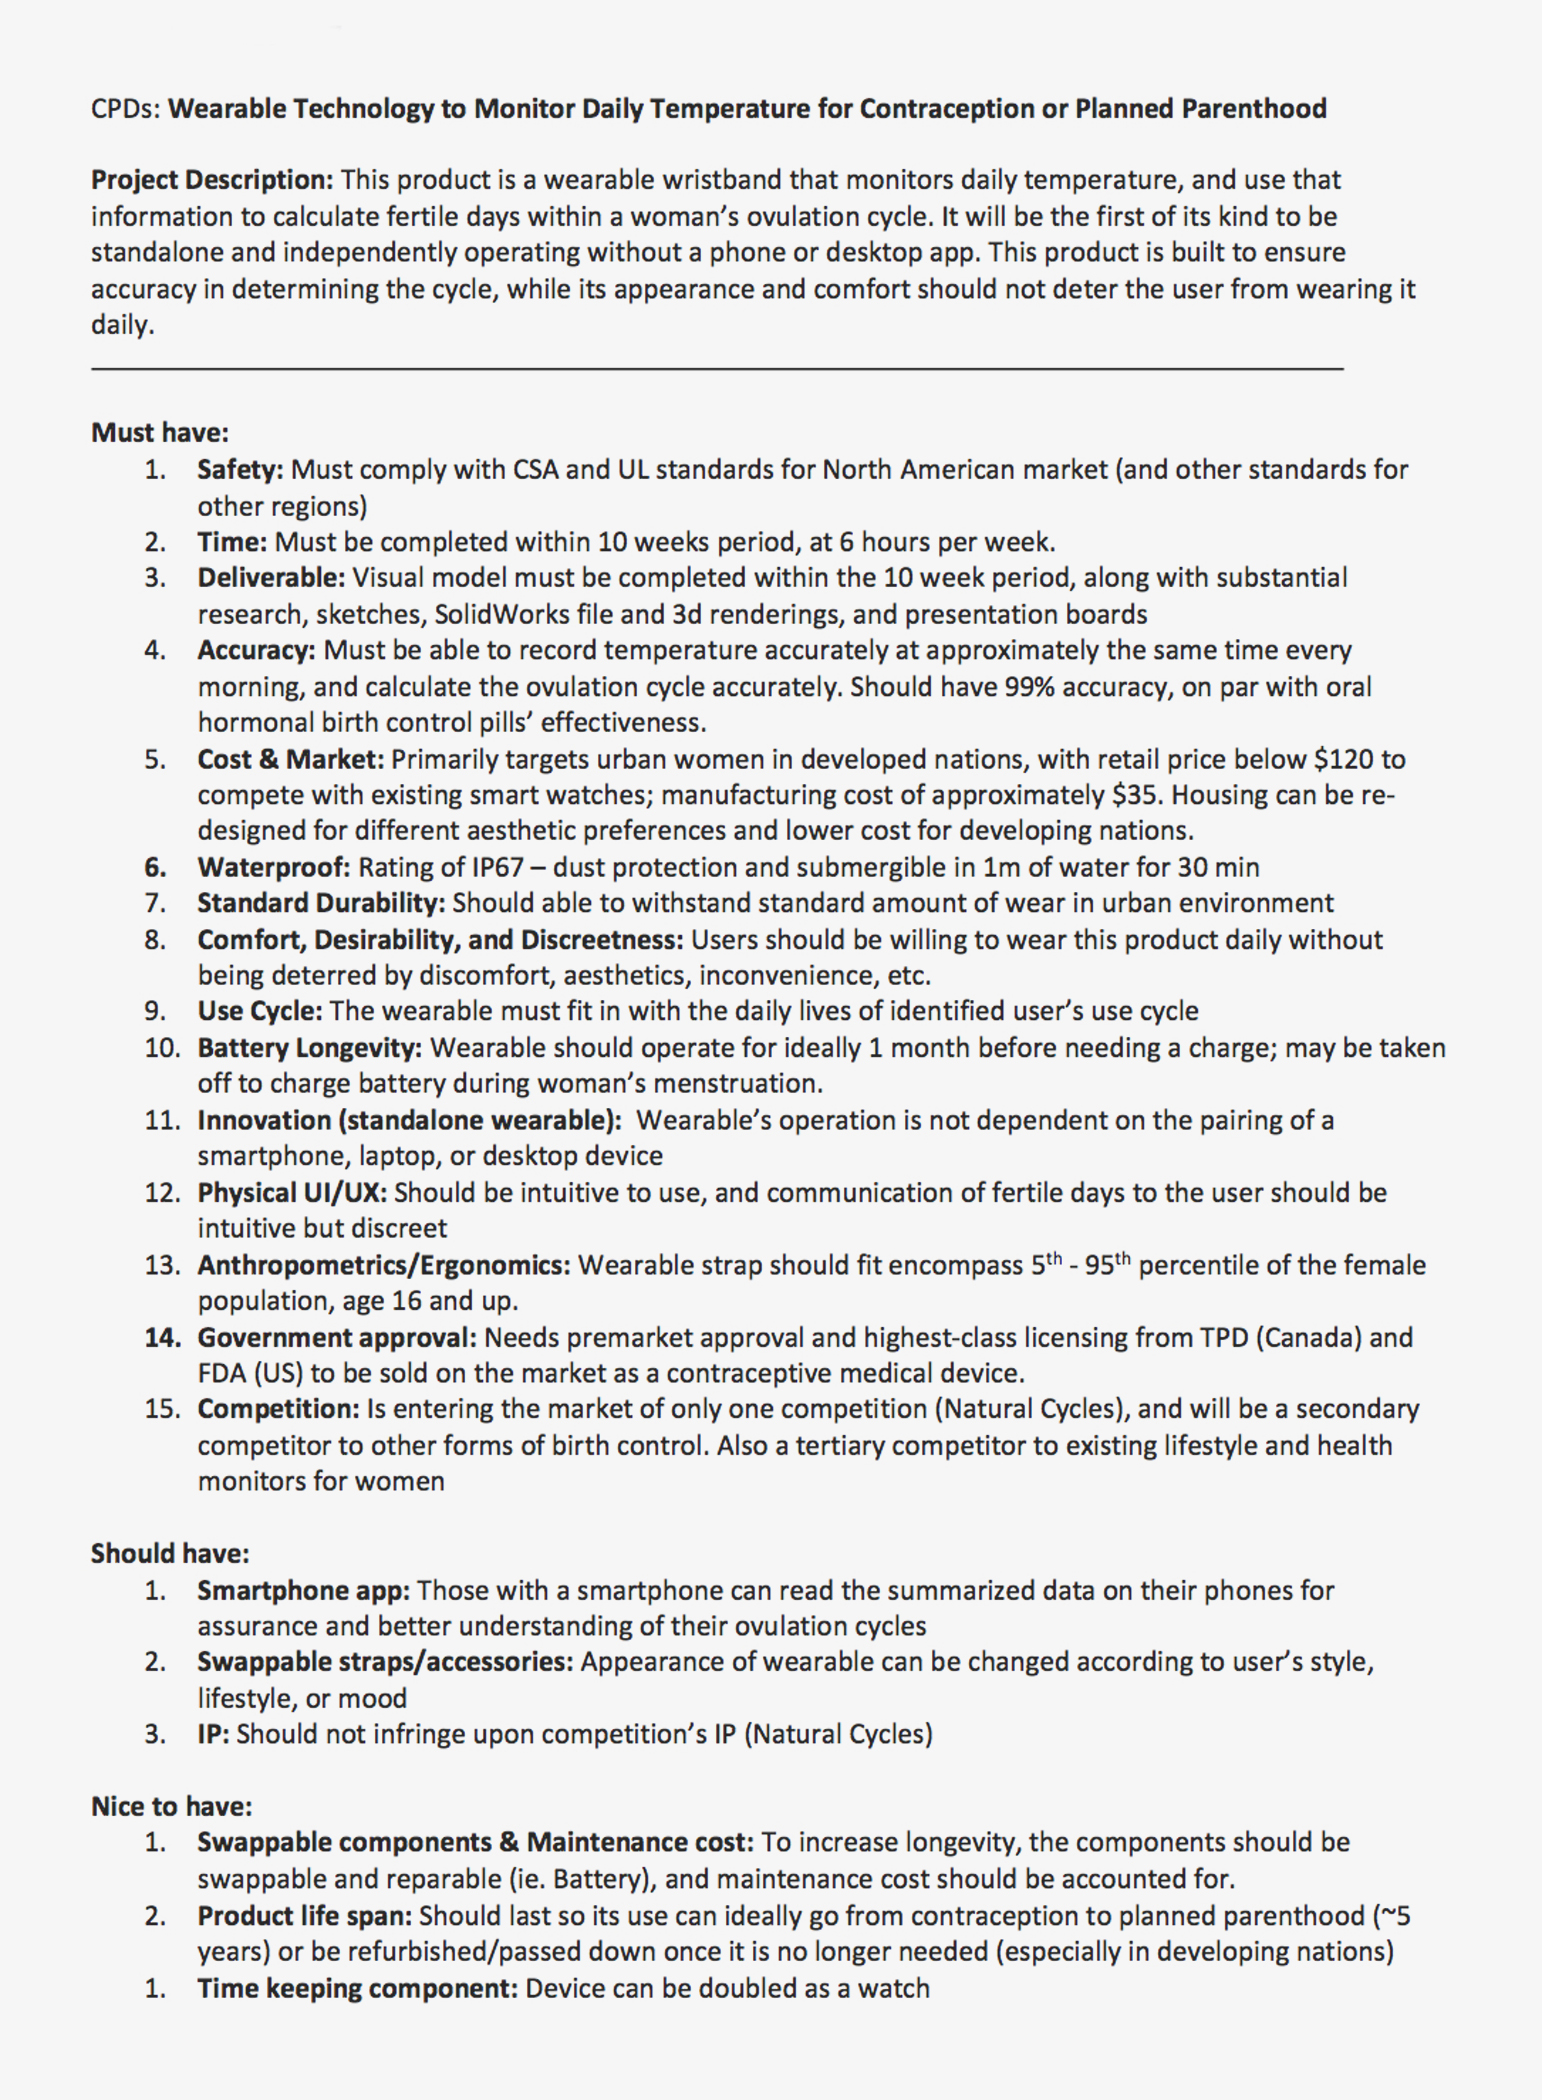 CPDs: Wearable Technology to Monitor Daily Temperature for Contraception or Planned Parenthood
Project Description: This product is a wearable wristband that monitors daily temperature, and use that
information to calculate fertile days within a woman's ovulation cycle. It will be the first of its kind to be
standalone and independently operating without a phone or desktop app. This product is built to ensure
accuracy in determining the cycle, while its appearance and comfort should not deter the user from wearing it
daily.
Must have:
1. Safety: Must comply with CSA and UL standards for North American market (and other standards for
other regions)
2. Time: Must be completed within 10 weeks period, at 6 hours per week.
3. Deliverable: Visual model must be completed within the 10 week period, along with substantial
research, sketches, SolidWorks file and 3d renderings, and presentation boards
4. Accuracy: Must be able to record temperature accurately at approximately the same time every
morning, and calculate the ovulation cycle accurately. Should have 99% accuracy, on par with oral
hormonal birth control pills' effectiveness.
5. Cost & Market: Primarily targets urban women in developed nations, with retail price below $120 to
compete with existing smart watches; manufacturing cost of approximately $35. Housing can be re-
designed for different aesthetic preferences and lower cost for developing nations.
6. Waterproof: Rating of IP67 – dust protection and submergible in 1m of water for 30 min
7. Standard Durability: Should able to withstand standard amount of wear in urban environment
8. Comfort, Desirability, and Discreetness: Users should be willing to wear this product daily without
being deterred by discomfort, aesthetics, inconvenience, etc.
9. Use Cycle: The wearable must fit in with the daily lives of identified user's use cycle
10. Battery Longevity: Wearable should operate for ideally 1 month before needing a charge; may be taken
off to charge battery during woman's menstruation.
11. Innovation (standalone wearable): Wearable's operation is not dependent on the pairing of a
smartphone, laptop, or desktop device
12. Physical UI/UX: Should be intuitive to use, and communication of fertile days to the user should be
intuitive but discreet
13. Anthropometrics/Ergonomics: Wearable strap should fit encompass 5th - 95th percentile of the female
population, age 16 and up.
14. Government approval: Needs premarket approval and highest-class licensing from TPD (Canada) and
FDA (US) to be sold on the market as a contraceptive medical device.
15. Competition: Is entering the market of only one competition (Natural Cycles), and will be a secondary
competitor to other forms of birth control. Also a tertiary competitor to existing lifestyle and health
monitors for women
Should have:
1. Smartphone app: Those with a smartphone can read the summarized data on their phones for
assurance and better understanding of their ovulation cycles
2. Swappable straps/accessories: Appearance of wearable can be changed according to user's style,
lifestyle, or mood
3. IP: Should not infringe upon competition's IP (Natural Cycles)
Nice to have:
1. Swappable components & Maintenance cost: To increase longevity, the components should be
swappable and reparable (ie. Battery), and maintenance cost should be accounted for.
2. Product life span: Should last so its use can ideally go from contraception to planned parenthood (~5
years) or be refurbished/passed down once it is no longer needed (especially in developing nations)
1. Time keeping component: Device can be doubled as a watch